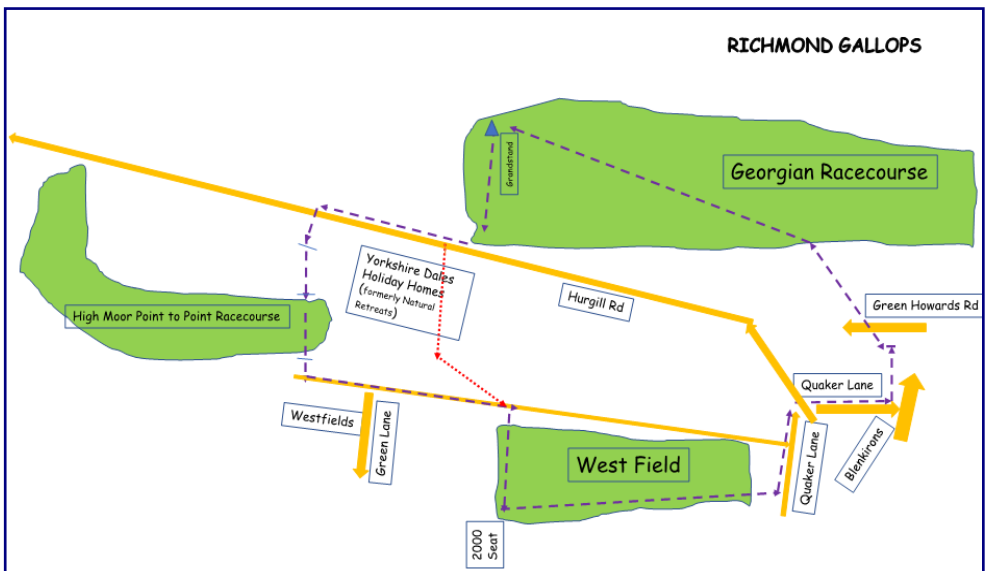 RICHMOND GALLOPS
Grandstand
Georgian Racecourse
Yorkshire Dales
Holiday Homes
(formerly Natural
Retreats)
Hurgill Rd
High Moor Point to Point Racecourse
Green Howards Rd
Quaker Lane
Westfields
Green Lane
West Field
Quaker Lane
Blenkirons
2000
Seat